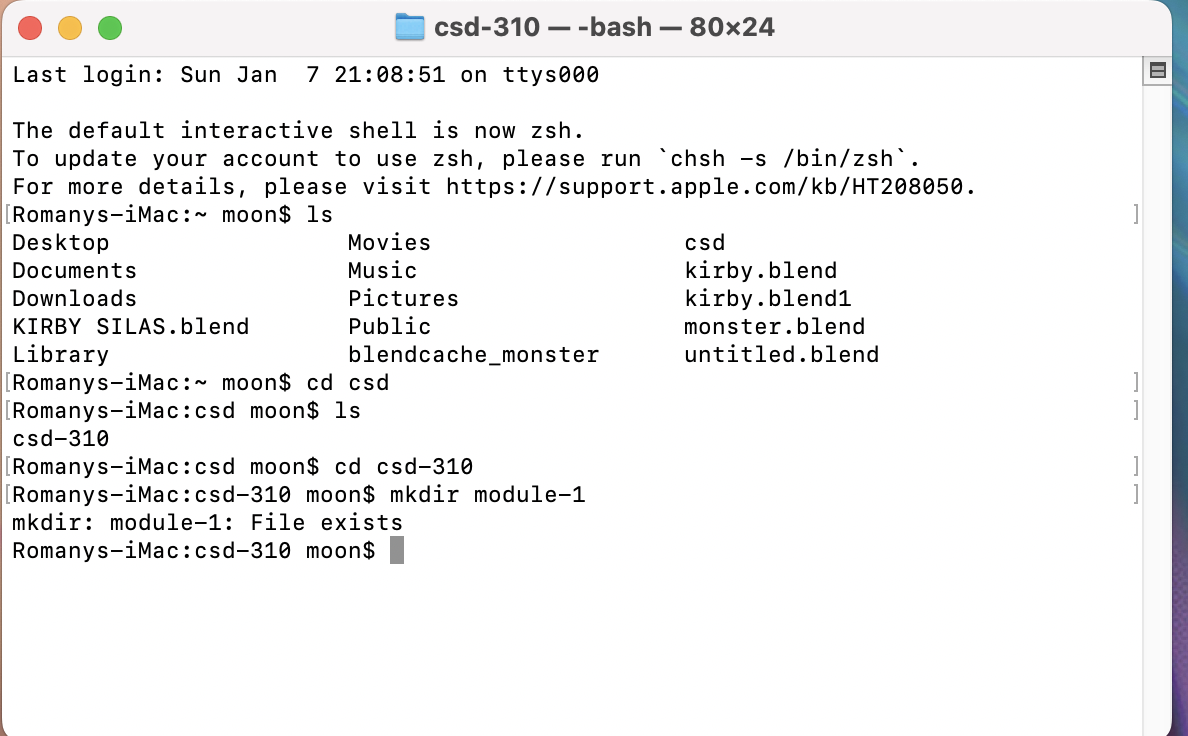 csd-310 — -bash — 80×24
Last login: Sun Jan  7 21:08:51 on ttys000
The default interactive shell is now zsh.
To update your account to use zsh, please run `chsh -s /bin/zsh`.
For more details, please visit https://support.apple.com/kb/HT208050.
[Romanys-iMac:~ moon$ ls ]
Desktop Movies csd
Documents Music kirby.blend
Downloads Pictures kirby.blend1
KIRBY SILAS.blend Public monster.blend
Library blendcache_monster untitled.blend
[Romanys-iMac:~ moon$ cd csd ]
[Romanys-iMac:csd moon$ ls ]
csd-310
[Romanys-iMac:csd moon$ cd csd-310 ]
[Romanys-iMac:csd-310 moon$ mkdir module-1 ]
mkdir: module-1: File exists
Romanys-iMac:csd-310 moon$